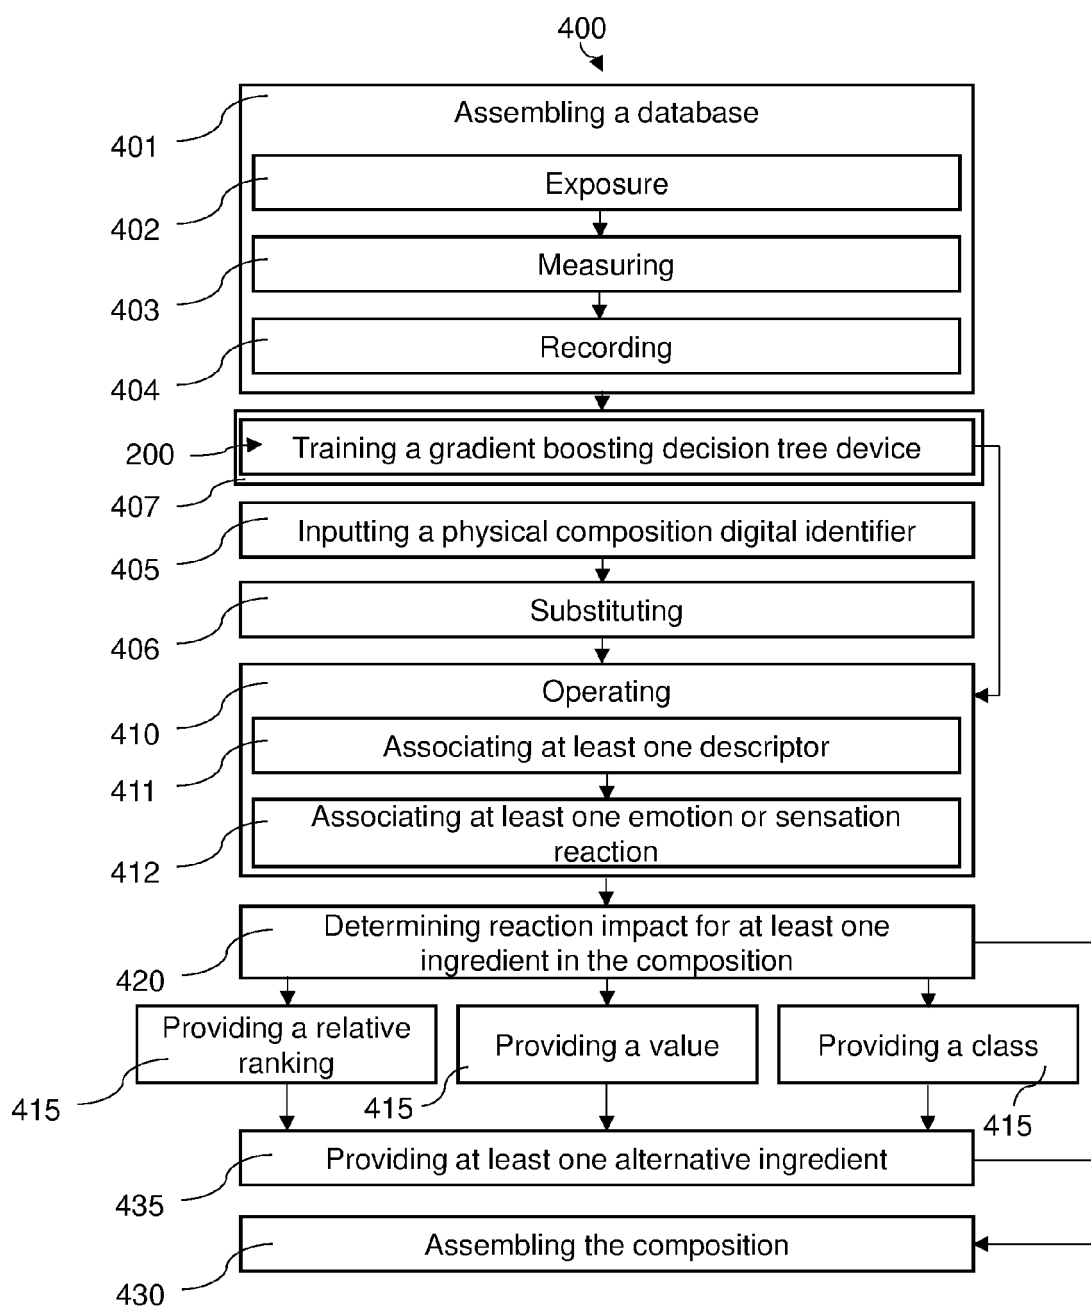 400
Assembling a database
401
Exposure
402
Measuring
403
Recording
404
Training a gradient boosting decision tree device
200
407
Inputting a physical composition digital identifier
405
Substituting
406
Operating
410
Associating at least one descriptor
411
Associating at least one emotion or sensation
reaction
412
Determining reaction impact for at least one
ingredient in the composition
420
Providing a relative
ranking
Providing a value
Providing a class
415
415
415
Providing at least one alternative ingredient
435
Assembling the composition
430